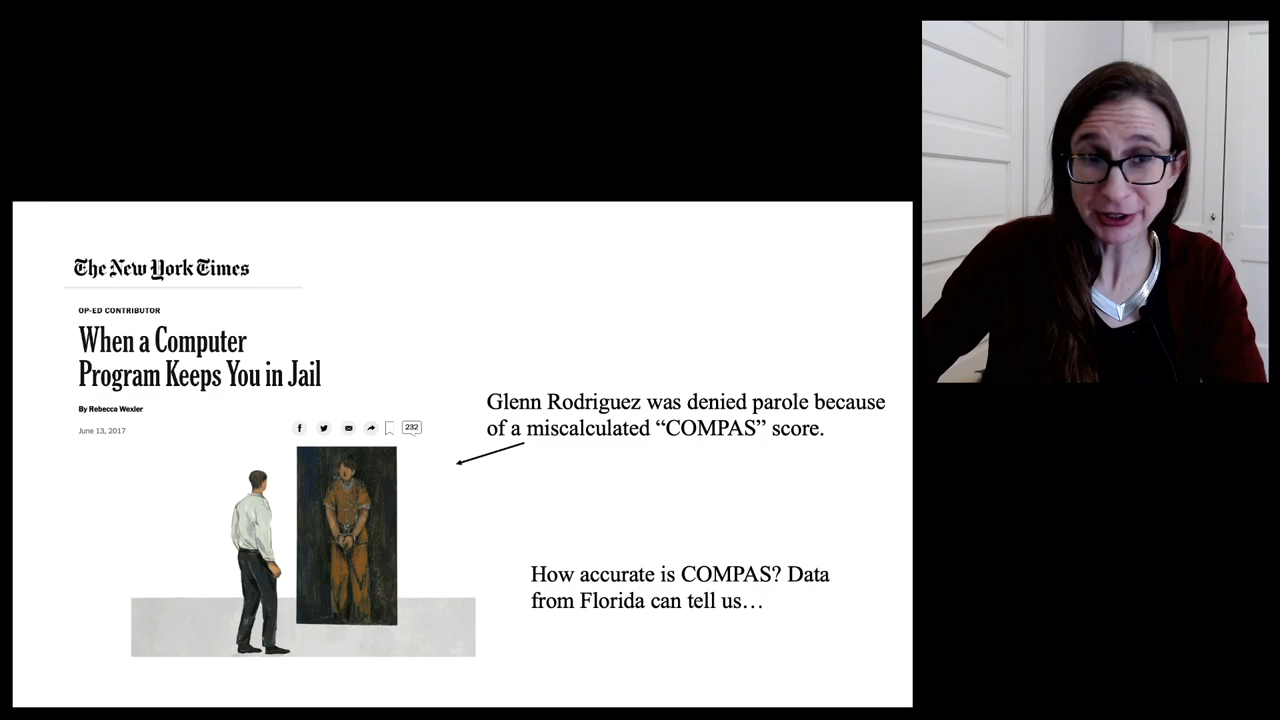 The New York Times
OP-ED CONTRIBUTOR
When a Computer
Program Keeps You in Jail
By Rebecca Wexler
June 13, 2017
232
Glenn Rodriguez was denied parole because
of a miscalculated “COMPAS” score.
How accurate is COMPAS? Data
from Florida can tell us…